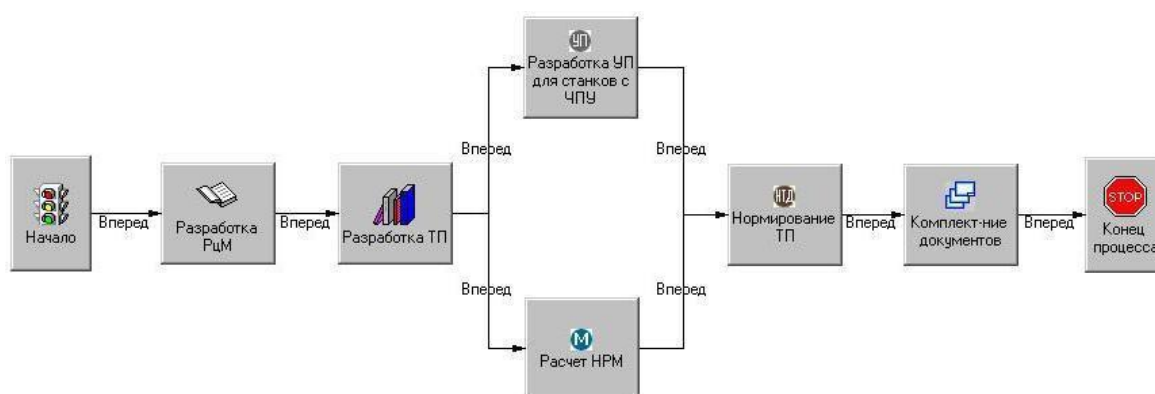 УП
Разработка УП
для станков с
ЧПУ
Вперед
Вперед
Начало
Вперед
Разработка
РцМ
Вперед
Разработка ТП
НТД
Нормирование
ТП
Вперед
Комплект-ние
документов
Вперед
STOP
Конец
процесса
Вперед
Вперед
М
Расчет НРМ